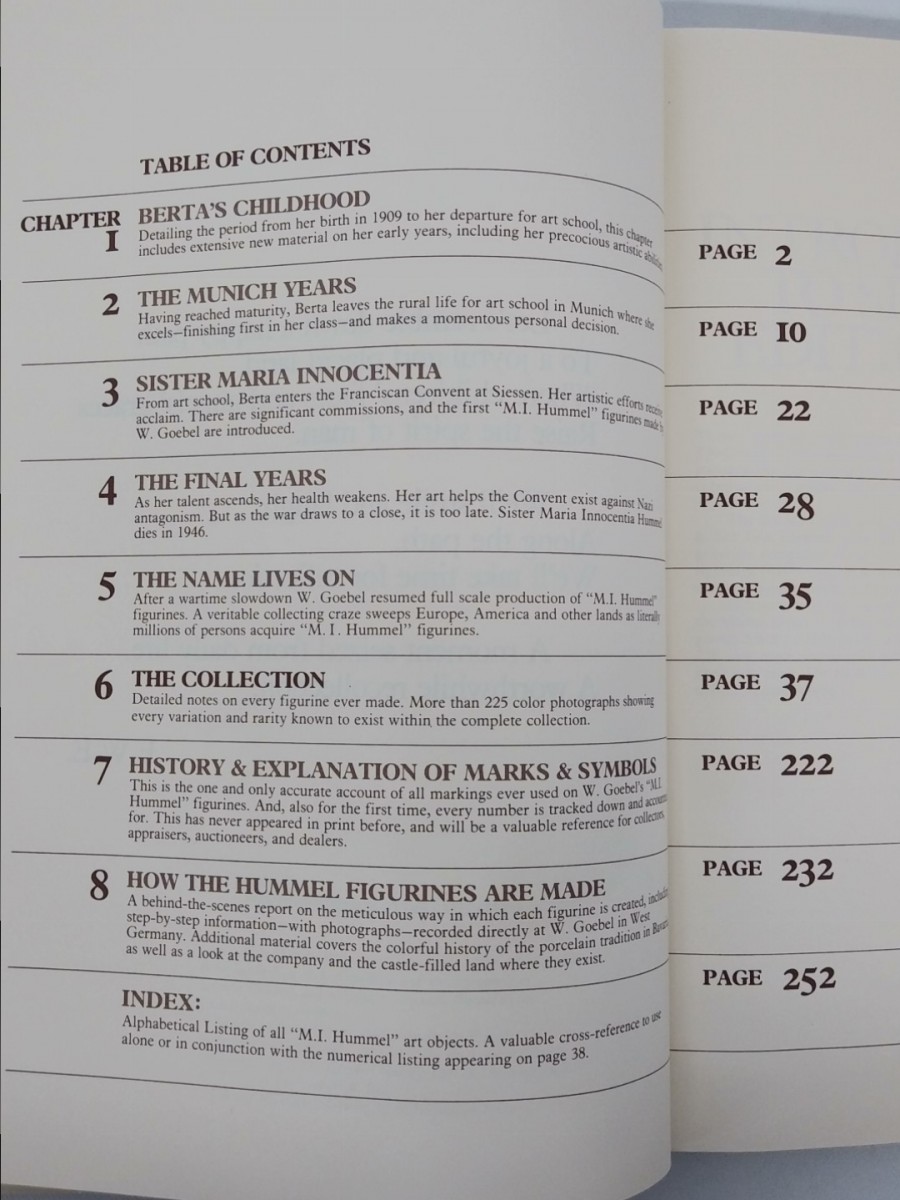 TABLE OF CONTENTS
CHAPTER 1 BERTA'S CHILDHOOD
Detailing the period from her birth in 1909 to her departure for art school, this chapter
includes extensive new material on her early years, including her precocious artistic abilities
PAGE 2
2 THE MUNICH YEARS
Having reached maturity, Berta leaves the rural life for art school in Munich where she
excels—finishing first in her class—and makes a momentous personal decision.
PAGE 10
3 SISTER MARIA INNOCENTIA
From art school, Berta enters the Franciscan Convent at Siessen. Her artistic efforts receive
acclaim. There are significant commissions, and the first "M.I. Hummel" figurines made by
W. Goebel are introduced.
PAGE 22
4 THE FINAL YEARS
As her talent ascends, her health weakens. Her art helps the Convent exist against Nazi
antagonism. But as the war draws to a close, it is too late. Sister Maria Innocentia Hummel
dies in 1946.
PAGE 28
5 THE NAME LIVES ON
After a wartime slowdown W. Goebel resumed full scale production of "M.I. Hummel"
figurines. A veritable collecting craze sweeps Europe, America and other lands as literally
millions of persons acquire "M. I. Hummel" figurines.
PAGE 35
6 THE COLLECTION
Detailed notes on every figurine ever made. More than 225 color photographs showing
every variation and rarity known to exist within the complete collection.
PAGE 37
7 HISTORY & EXPLANATION OF MARKS & SYMBOLS
This is the one and only accurate account of all markings ever used on W. Goebel's "M.I.
Hummel" figurines. And, also for the first time, every number is tracked down and
for. This has never appeared in print before, and will be a valuable reference for collectors,
appraisers, auctioneers, and dealers.
PAGE 222
8 HOW THE HUMMEL FIGURINES ARE MADE
A behind-the-scenes report on the meticulous way in which each figurine is created,
step-by-step information—with photographs—recorded directly at W. Goebel in West
Germany. Additional material covers the colorful history of the porcelain tradition in
as well as a look at the company and the castle-filled land where they exist.
PAGE 232
INDEX:
Alphabetical Listing of all "M.I. Hummel" art objects. A valuable cross-reference to use
alone or in conjunction with the numerical listing appearing on page 38.
PAGE 252